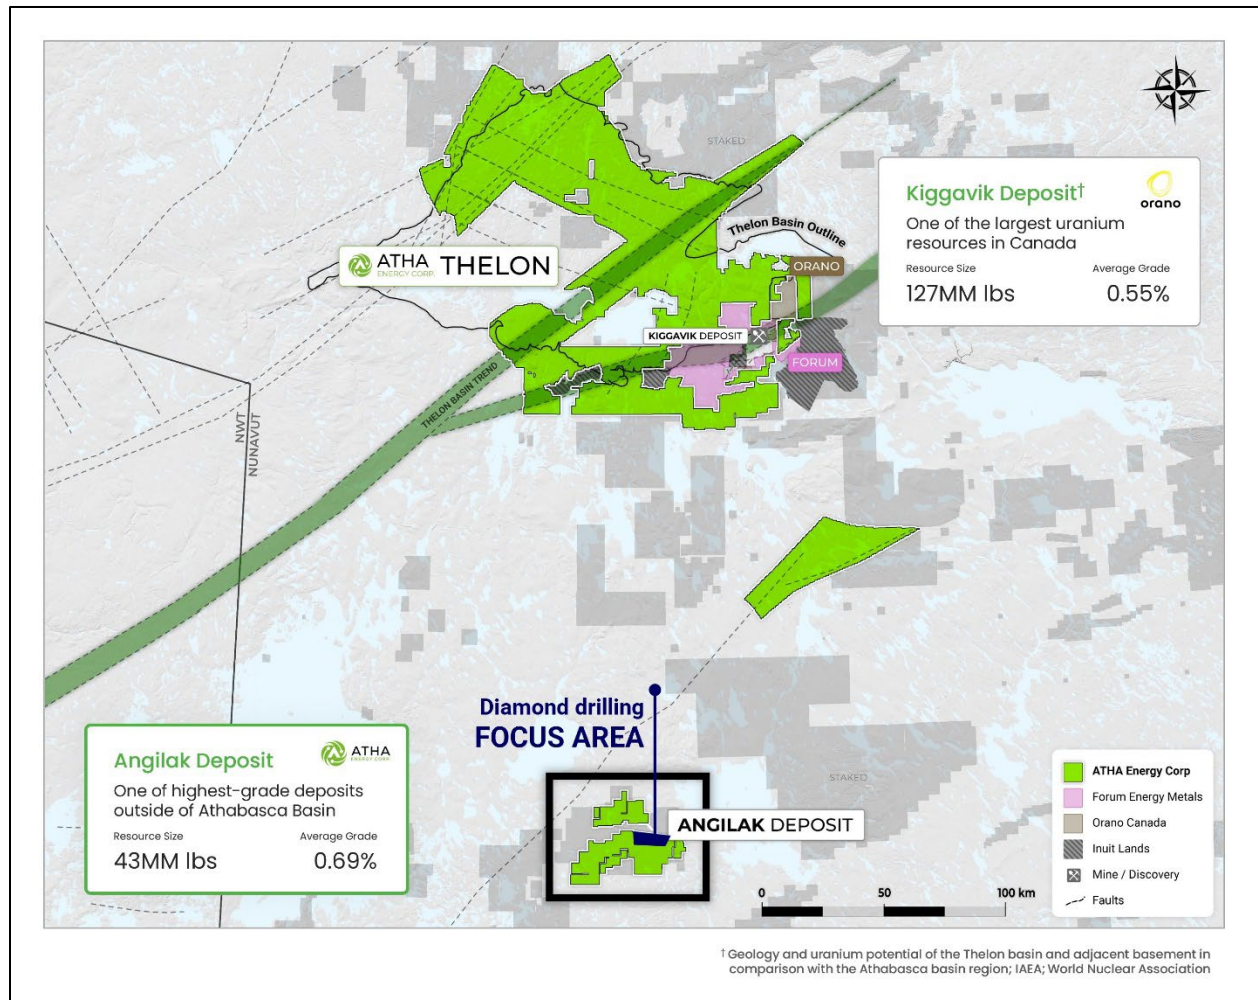 STAKED
Kiggavik Deposit†
orano
One of the largest uranium
resources in Canada
Resource Size
Average Grade
127MM lbs
0.55%
Thelon Basin Outline
ATHA
ENERGY CORP.
THELON
ORANO
KIGGAVIK DEPOSIT
FORUM
THELON BASIN TREND
NWT
NUNAVUT
Diamond drilling
FOCUS AREA
Angilak Deposit
ATHA
ENERGY CORP.
One of highest-grade deposits
outside of Athabasca Basin
Resource Size
Average Grade
43MM lbs
0.69%
ANGILAK DEPOSIT
STAKED
ATHA Energy Corp
Forum Energy Metals
Orano Canada
Inuit Lands
Mine / Discovery
Faults
0
50
100 km
† Geology and uranium potential of the Thelon basin and adjacent basement in
comparison with the Athabasca basin region; IAEA; World Nuclear Association